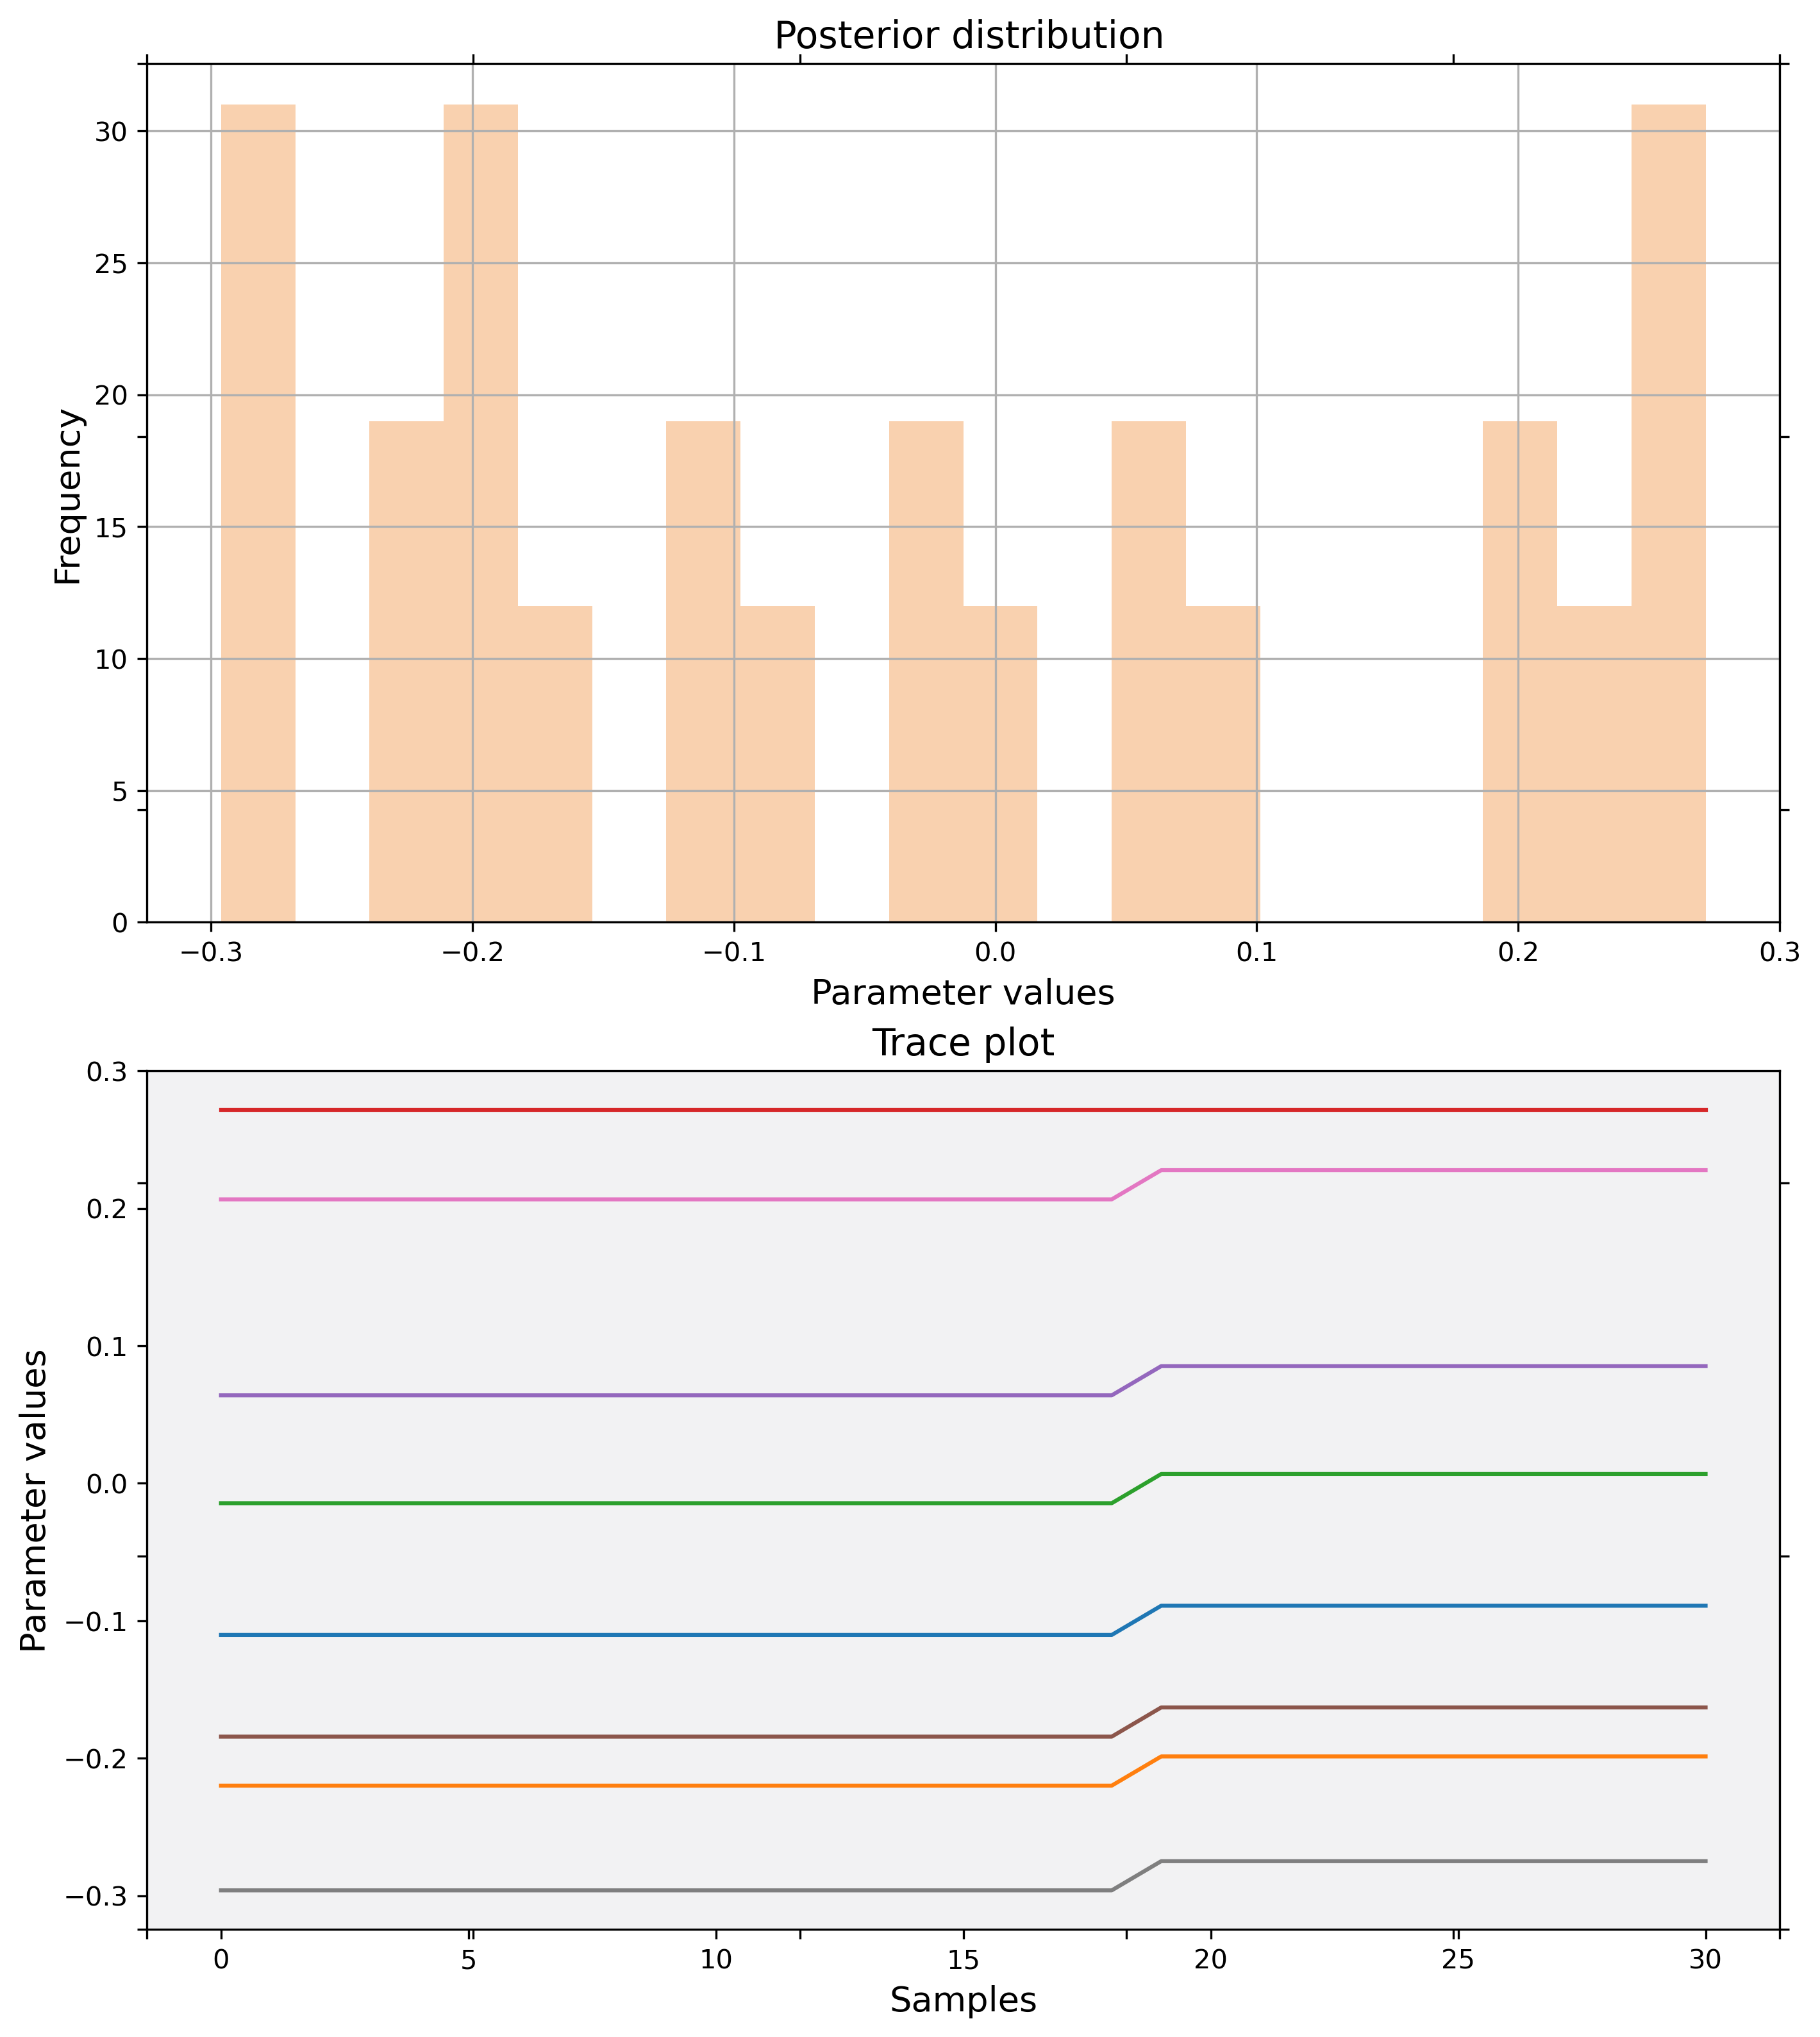 Posterior distribution
30
25
20
15
10
5
0
Frequency
−0.3 −0.2 −0.1 0.0 0.1 0.2 0.3
Parameter values
Trace plot
0.3
0.2
0.1
0.0
−0.1
−0.2
−0.3
Parameter values
0 5 10 15 20 25 30
Samples